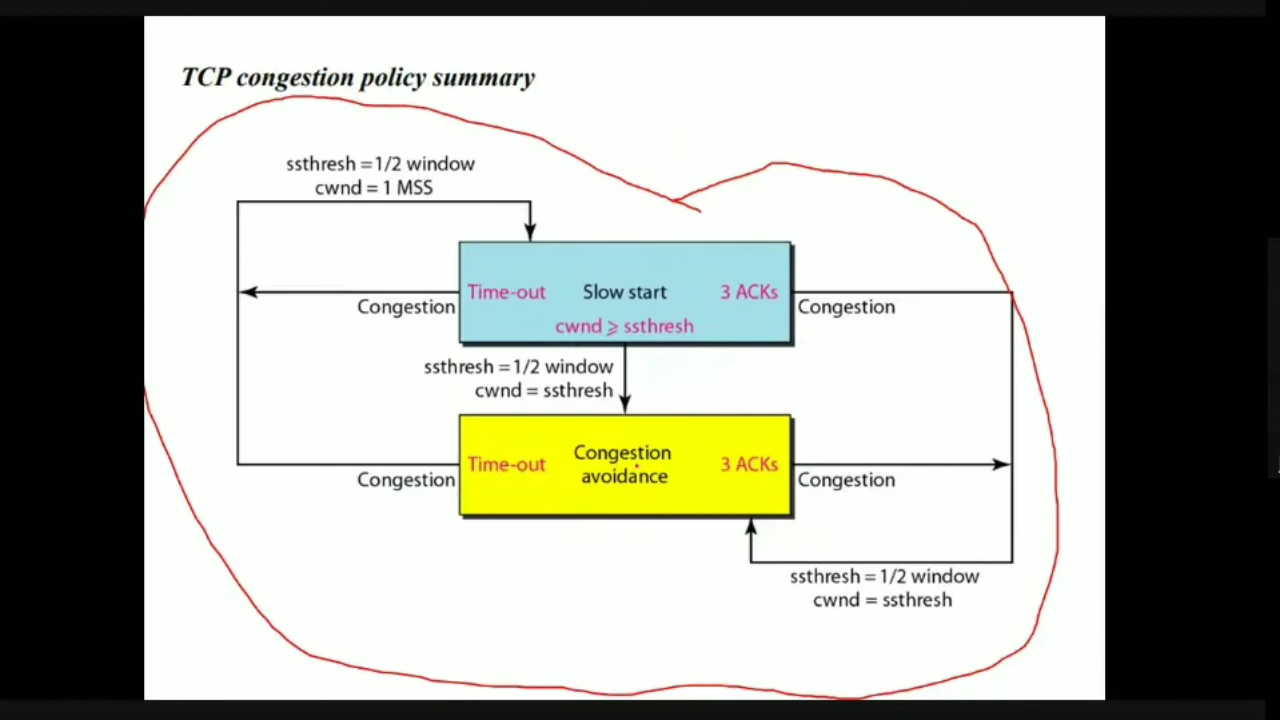 TCP congestion policy summary
ssthresh = 1/2 window
cwnd = 1 MSS
Time-out
Slow start
3 ACKs
Congestion
Congestion
cwnd ⩾ ssthresh
ssthresh = 1/2 window
cwnd = ssthresh
Time-out
Congestion
avoidance
3 ACKs
Congestion
Congestion
ssthresh = 1/2 window
cwnd = ssthresh